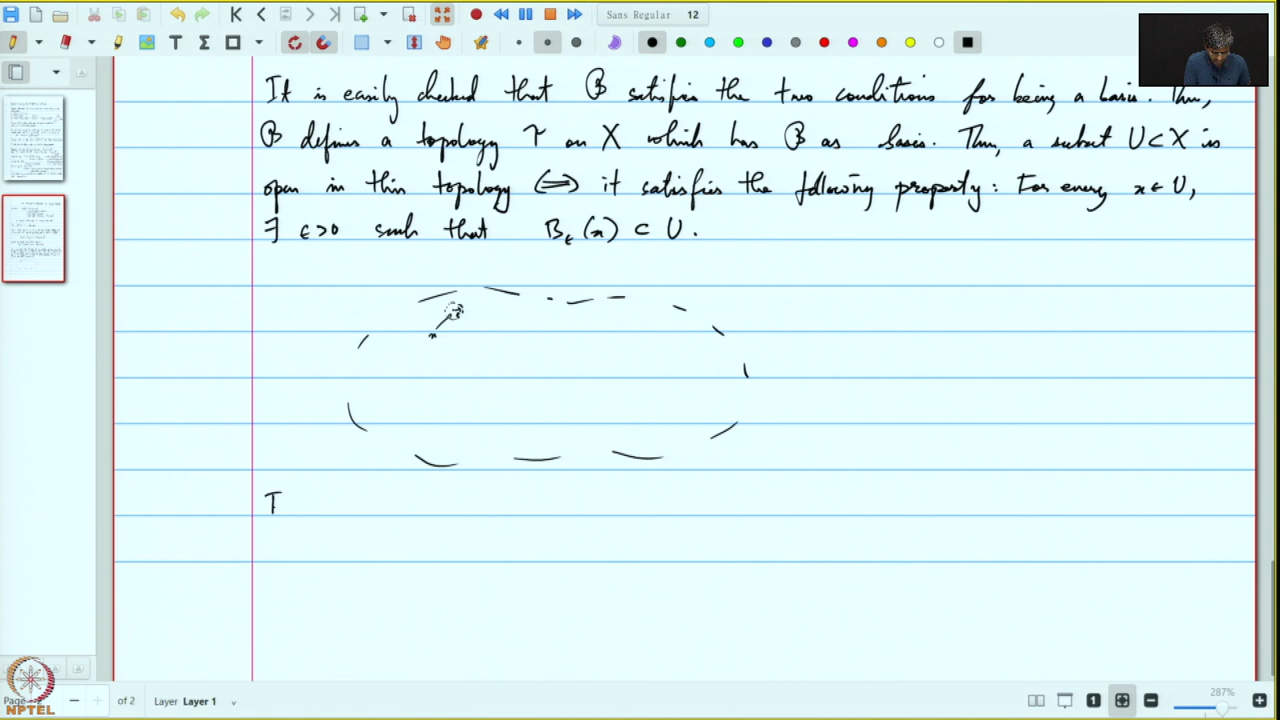 Sans Regular 12
It is easily checked that B satisfies the two conditions for being a basis. Thus,
B defines a topology τ on X which has B as basis. Thus, a subset U ⊂ X is
open in this topology ⟺ it satisfies the following property: For every x ∈ U,
∃ ε>0 such that B_ε(x) ⊂ U.
x
T
Page
of 2 Layer Layer 1
287%
NPTEL